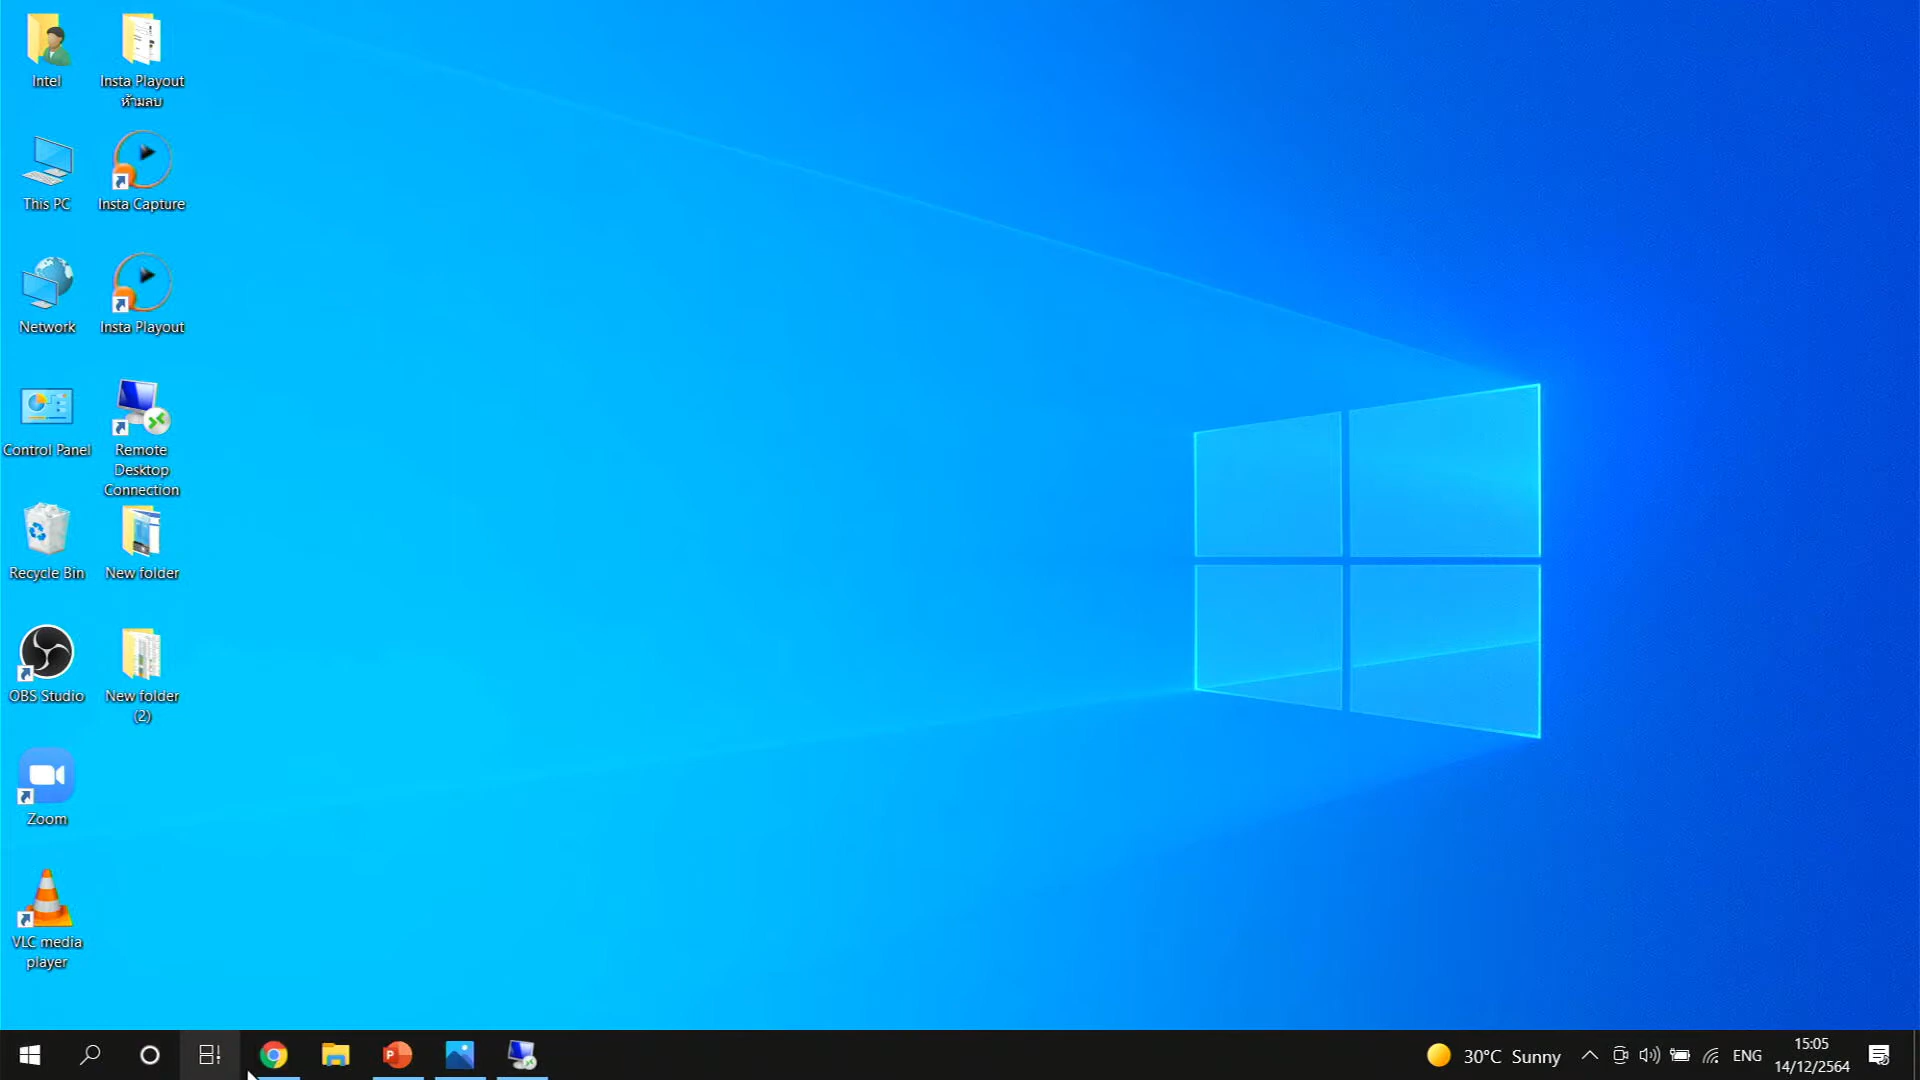 Intel
Insta Playout
ห้ามลบ
This PC
Insta Capture
Network
Insta Playout
Control Panel
Remote
Desktop
Connection
Recycle Bin
New folder
OBS Studio
New folder
(2)
Zoom
VLC media
player
30°C Sunny
ENG
15:05
14/12/2564